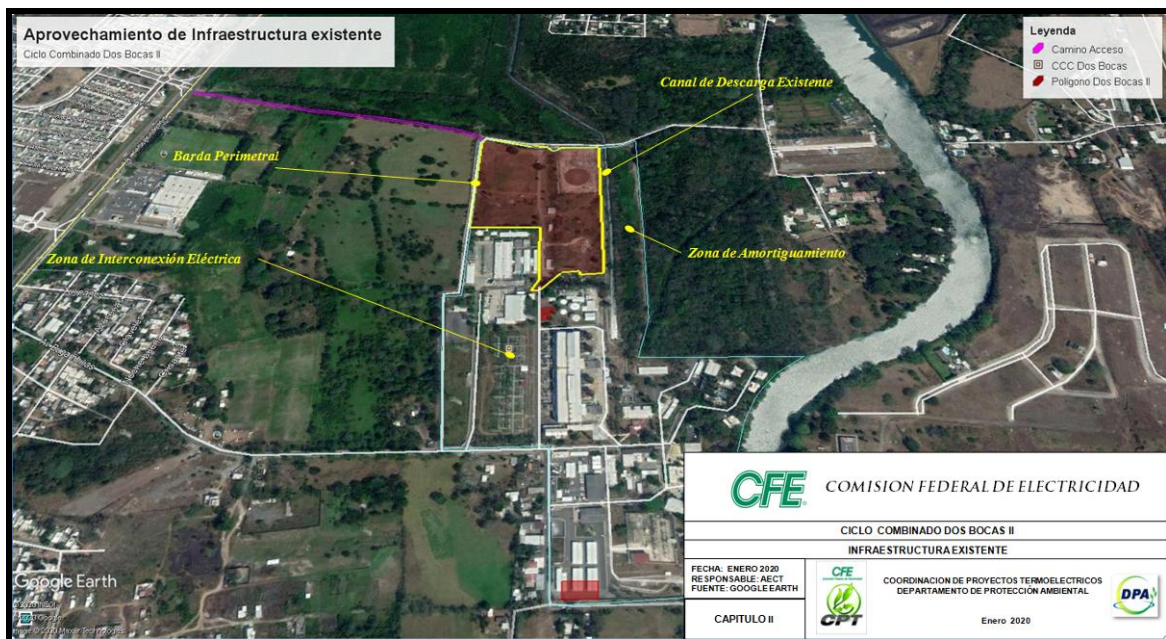 Aprovechamiento de Infraestructura existente
Ciclo Combinado Dos Bocas II
Leyenda
Camino Acceso
CCC Dos Bocas
Polígono Dos Bocas II
Canal de Descarga Existente
Barda Perimetral
Zona de Interconexión Eléctrica
Zona de Amortiguamiento
Google Earth
CFE
COMISION FEDERAL DE ELECTRICIDAD
CICLO COMBINADO DOS BOCAS II
INFRAESTRUCTURA EXISTENTE
FECHA: ENERO 2020
RESPONSABLE: AECT
FUENTE: GOOGLE EARTH
CAPITULO II
CFE
CPT
COORDINACION DE PROYECTOS TERMOELECTRICOS
DEPARTAMENTO DE PROTECCIÓN AMBIENTAL
Enero 2020
DPA